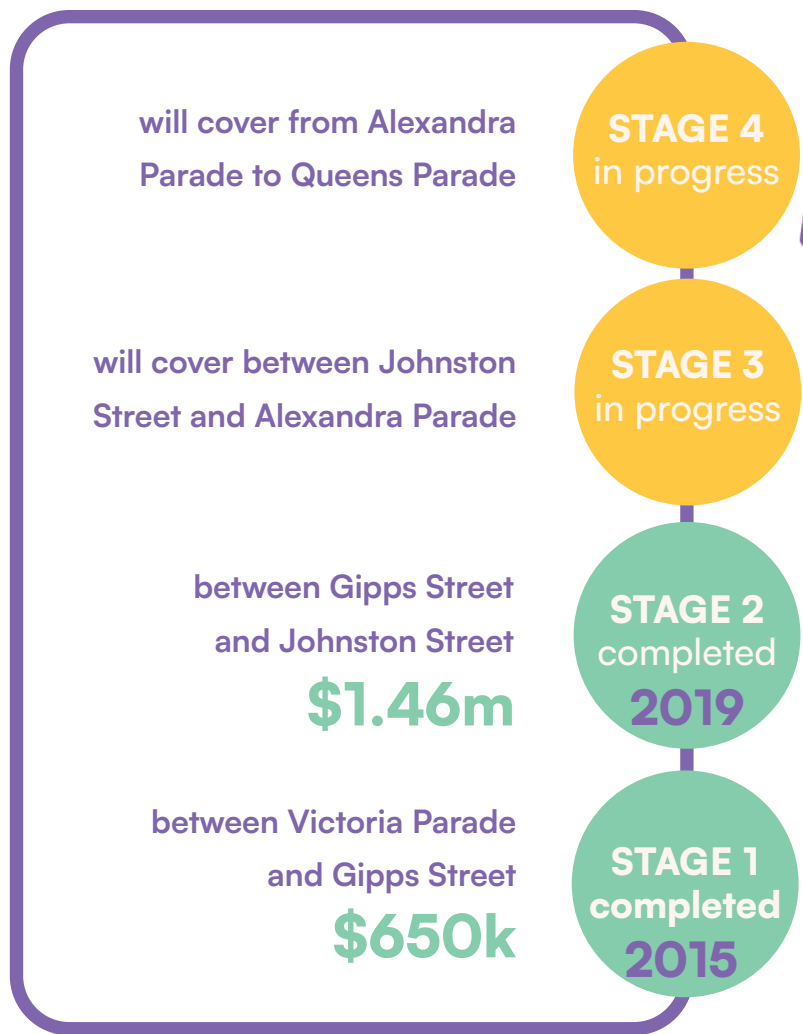 will cover from Alexandra
Parade to Queens Parade
STAGE 4
in progress
will cover between Johnston
Street and Alexandra Parade
STAGE 3
in progress
between Gipps Street
and Johnston Street
$1.46m
STAGE 2
completed
2019
between Victoria Parade
and Gipps Street
$650k
STAGE 1
completed
2015